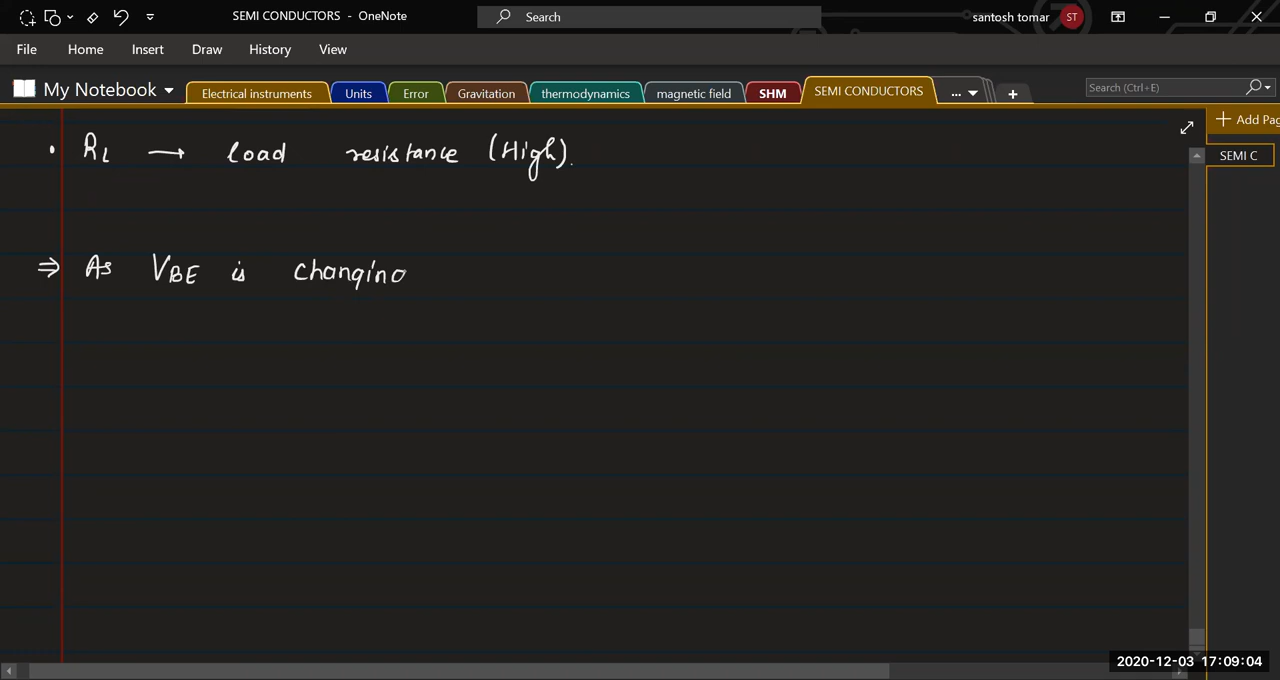 SEMI CONDUCTORS - OneNote
Search
santosh tomar
ST
File Home Insert Draw History View
My Notebook
Electrical instruments Units Error Gravitation thermodynamics magnetic field SHM SEMI CONDUCTORS ... +
Search (Ctrl+E)
+ Add Pag
SEMI C
• RL → load resistance (High).
⇒ As VBE is changing
2020-12-03 17:09:04